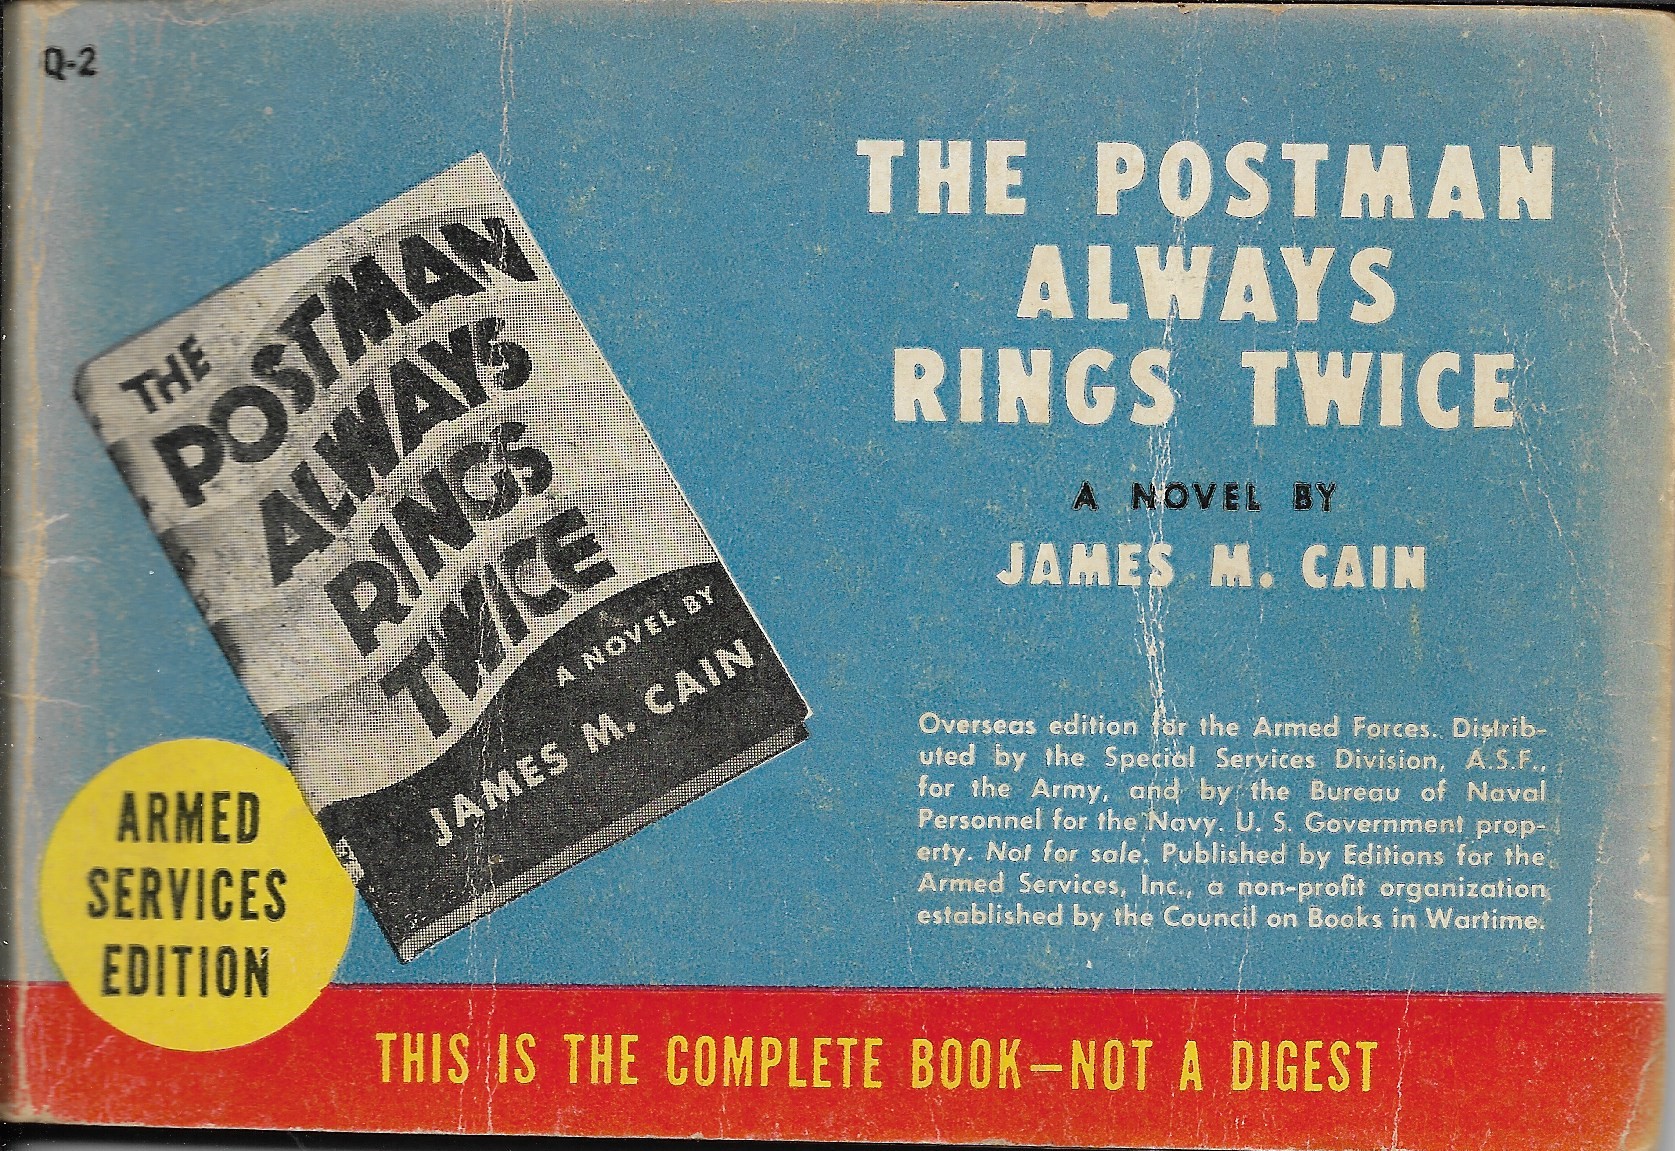 Q-2
THE POSTMAN
ALWAYS
RINGS TWICE
A NOVEL BY
JAMES M. CAIN
THE
POSTMAN
ALWAYS
RINGS
TWICE
A NOVEL BY
JAMES M. CAIN
Overseas edition for the Armed Forces. Distrib-
uted by the Special Services Division, A.S.F.,
for the Army, and by the Bureau of Naval
Personnel for the Navy. U. S. Government prop-
erty. Not for sale. Published by Editions for the
Armed Services, Inc., a non-profit organization
established by the Council on Books in Wartime.
ARMED
SERVICES
EDITION
THIS IS THE COMPLETE BOOK—NOT A DIGEST